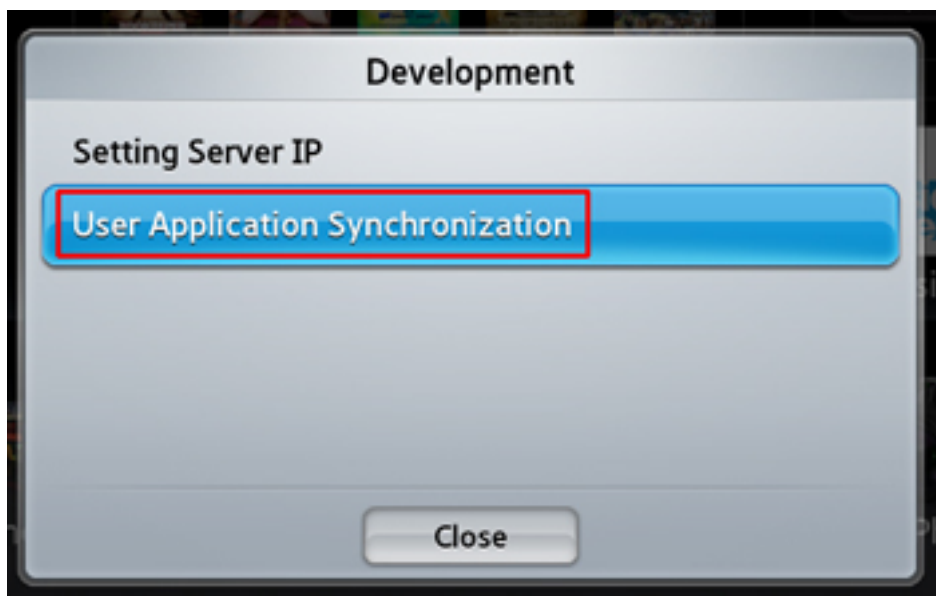 Development
Setting Server IP
User Application Synchronization
Close